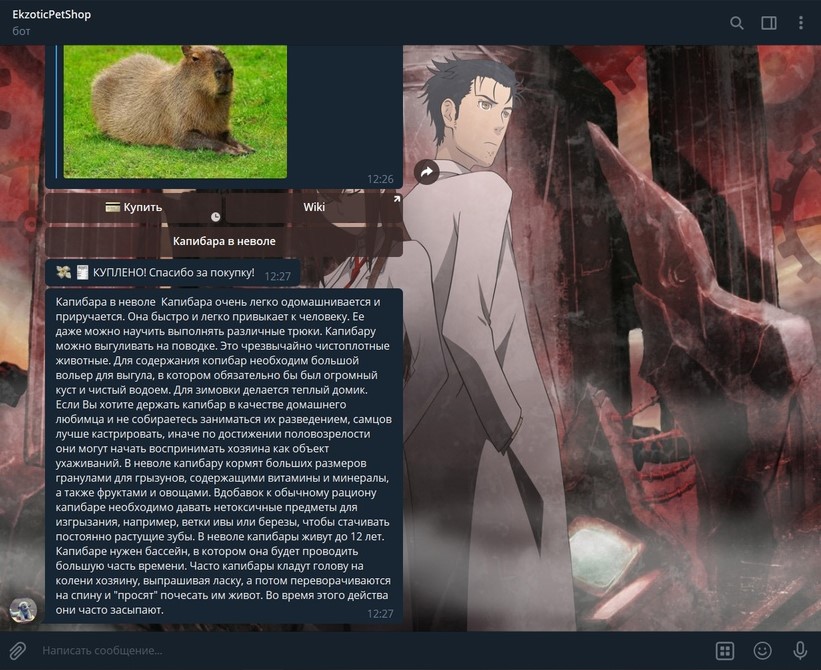 EkzoticPetShop
бот
12:26
Купить
Wiki
Капибара в неволе
КУПЛЕНО! Спасибо за покупку! 12:27
Капибара в неволе Капибара очень легко одомашнивается и
приручается. Она быстро и легко привыкает к человеку. Ее
даже можно научить выполнять различные трюки. Капибару
можно выгуливать на поводке. Это чрезвычайно чистоплотные
животные. Для содержания копибар необходим большой
вольер для выгула, в котором обязательно бы был огромный
куст и чистый водоем. Для зимовки делается теплый домик.
Если Вы хотите держать капибар в качестве домашнего
любимца и не собираетесь заниматься их разведением, самцов
лучше кастрировать, иначе по достижении половозрелости
они могут начать воспринимать хозяина как объект
ухаживаний. В неволе капибару кормят больших размеров
гранулами для грызунов, содержащими витамины и минералы,
а также фруктами и овощами. Вдобавок к обычному рациону
капибаре необходимо давать нетоксичные предметы для
изгрызания, например, ветки ивы или березы, чтобы стачивать
постоянно растущие зубы. В неволе капибары живут до 12 лет.
Капибаре нужен бассейн, в котором она будет проводить
большую часть времени. Часто капибары кладут голову на
колени хозяину, выпрашивая ласку, а потом переворачиваются
на спину и "просят" почесать им живот. Во время этого действа
они часто засыпают.
12:27
Написать сообщение...